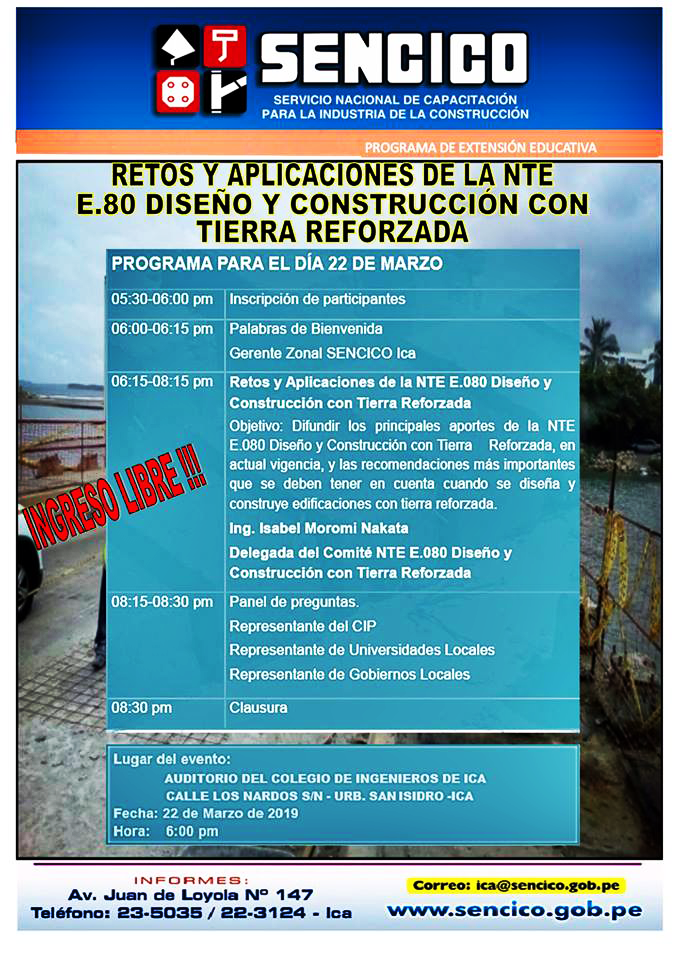 SENCICO
SERVICIO NACIONAL DE CAPACITACIÓN
PARA LA INDUSTRIA DE LA CONSTRUCCIÓN
PROGRAMA DE EXTENSIÓN EDUCATIVA
RETOS Y APLICACIONES DE LA NTE
E.80 DISEÑO Y CONSTRUCCIÓN CON
TIERRA REFORZADA
PROGRAMA PARA EL DÍA 22 DE MARZO
05:30-06:00 pm Inscripción de participantes
06:00-06:15 pm Palabras de Bienvenida
Gerente Zonal SENCICO Ica
06:15-08:15 pm Retos y Aplicaciones de la NTE E.080 Diseño y
Construcción con Tierra Reforzada
Objetivo: Difundir los principales aportes de la NTE
E.080 Diseño y Construcción con Tierra Reforzada, en
actual vigencia, y las recomendaciones más importantes
que se deben tener en cuenta cuando se diseña y
construye edificaciones con tierra reforzada.
Ing. Isabel Moromi Nakata
Delegada del Comité NTE E.080 Diseño y
Construcción con Tierra Reforzada
INGRESO LIBRE !!!
08:15-08:30 pm Panel de preguntas.
Representante del CIP
Representante de Universidades Locales
Representante de Gobiernos Locales
08:30 pm Clausura
Lugar del evento:
AUDITORIO DEL COLEGIO DE INGENIEROS DE ICA
CALLE LOS NARDOS S/N - URB. SAN ISIDRO -ICA
Fecha: 22 de Marzo de 2019
Hora: 6:00 pm
INFORMES:
Av. Juan de Loyola Nº 147
Teléfono: 23-5035 / 22-3124 - Ica
Correo: ica@sencico.gob.pe
www.sencico.gob.pe